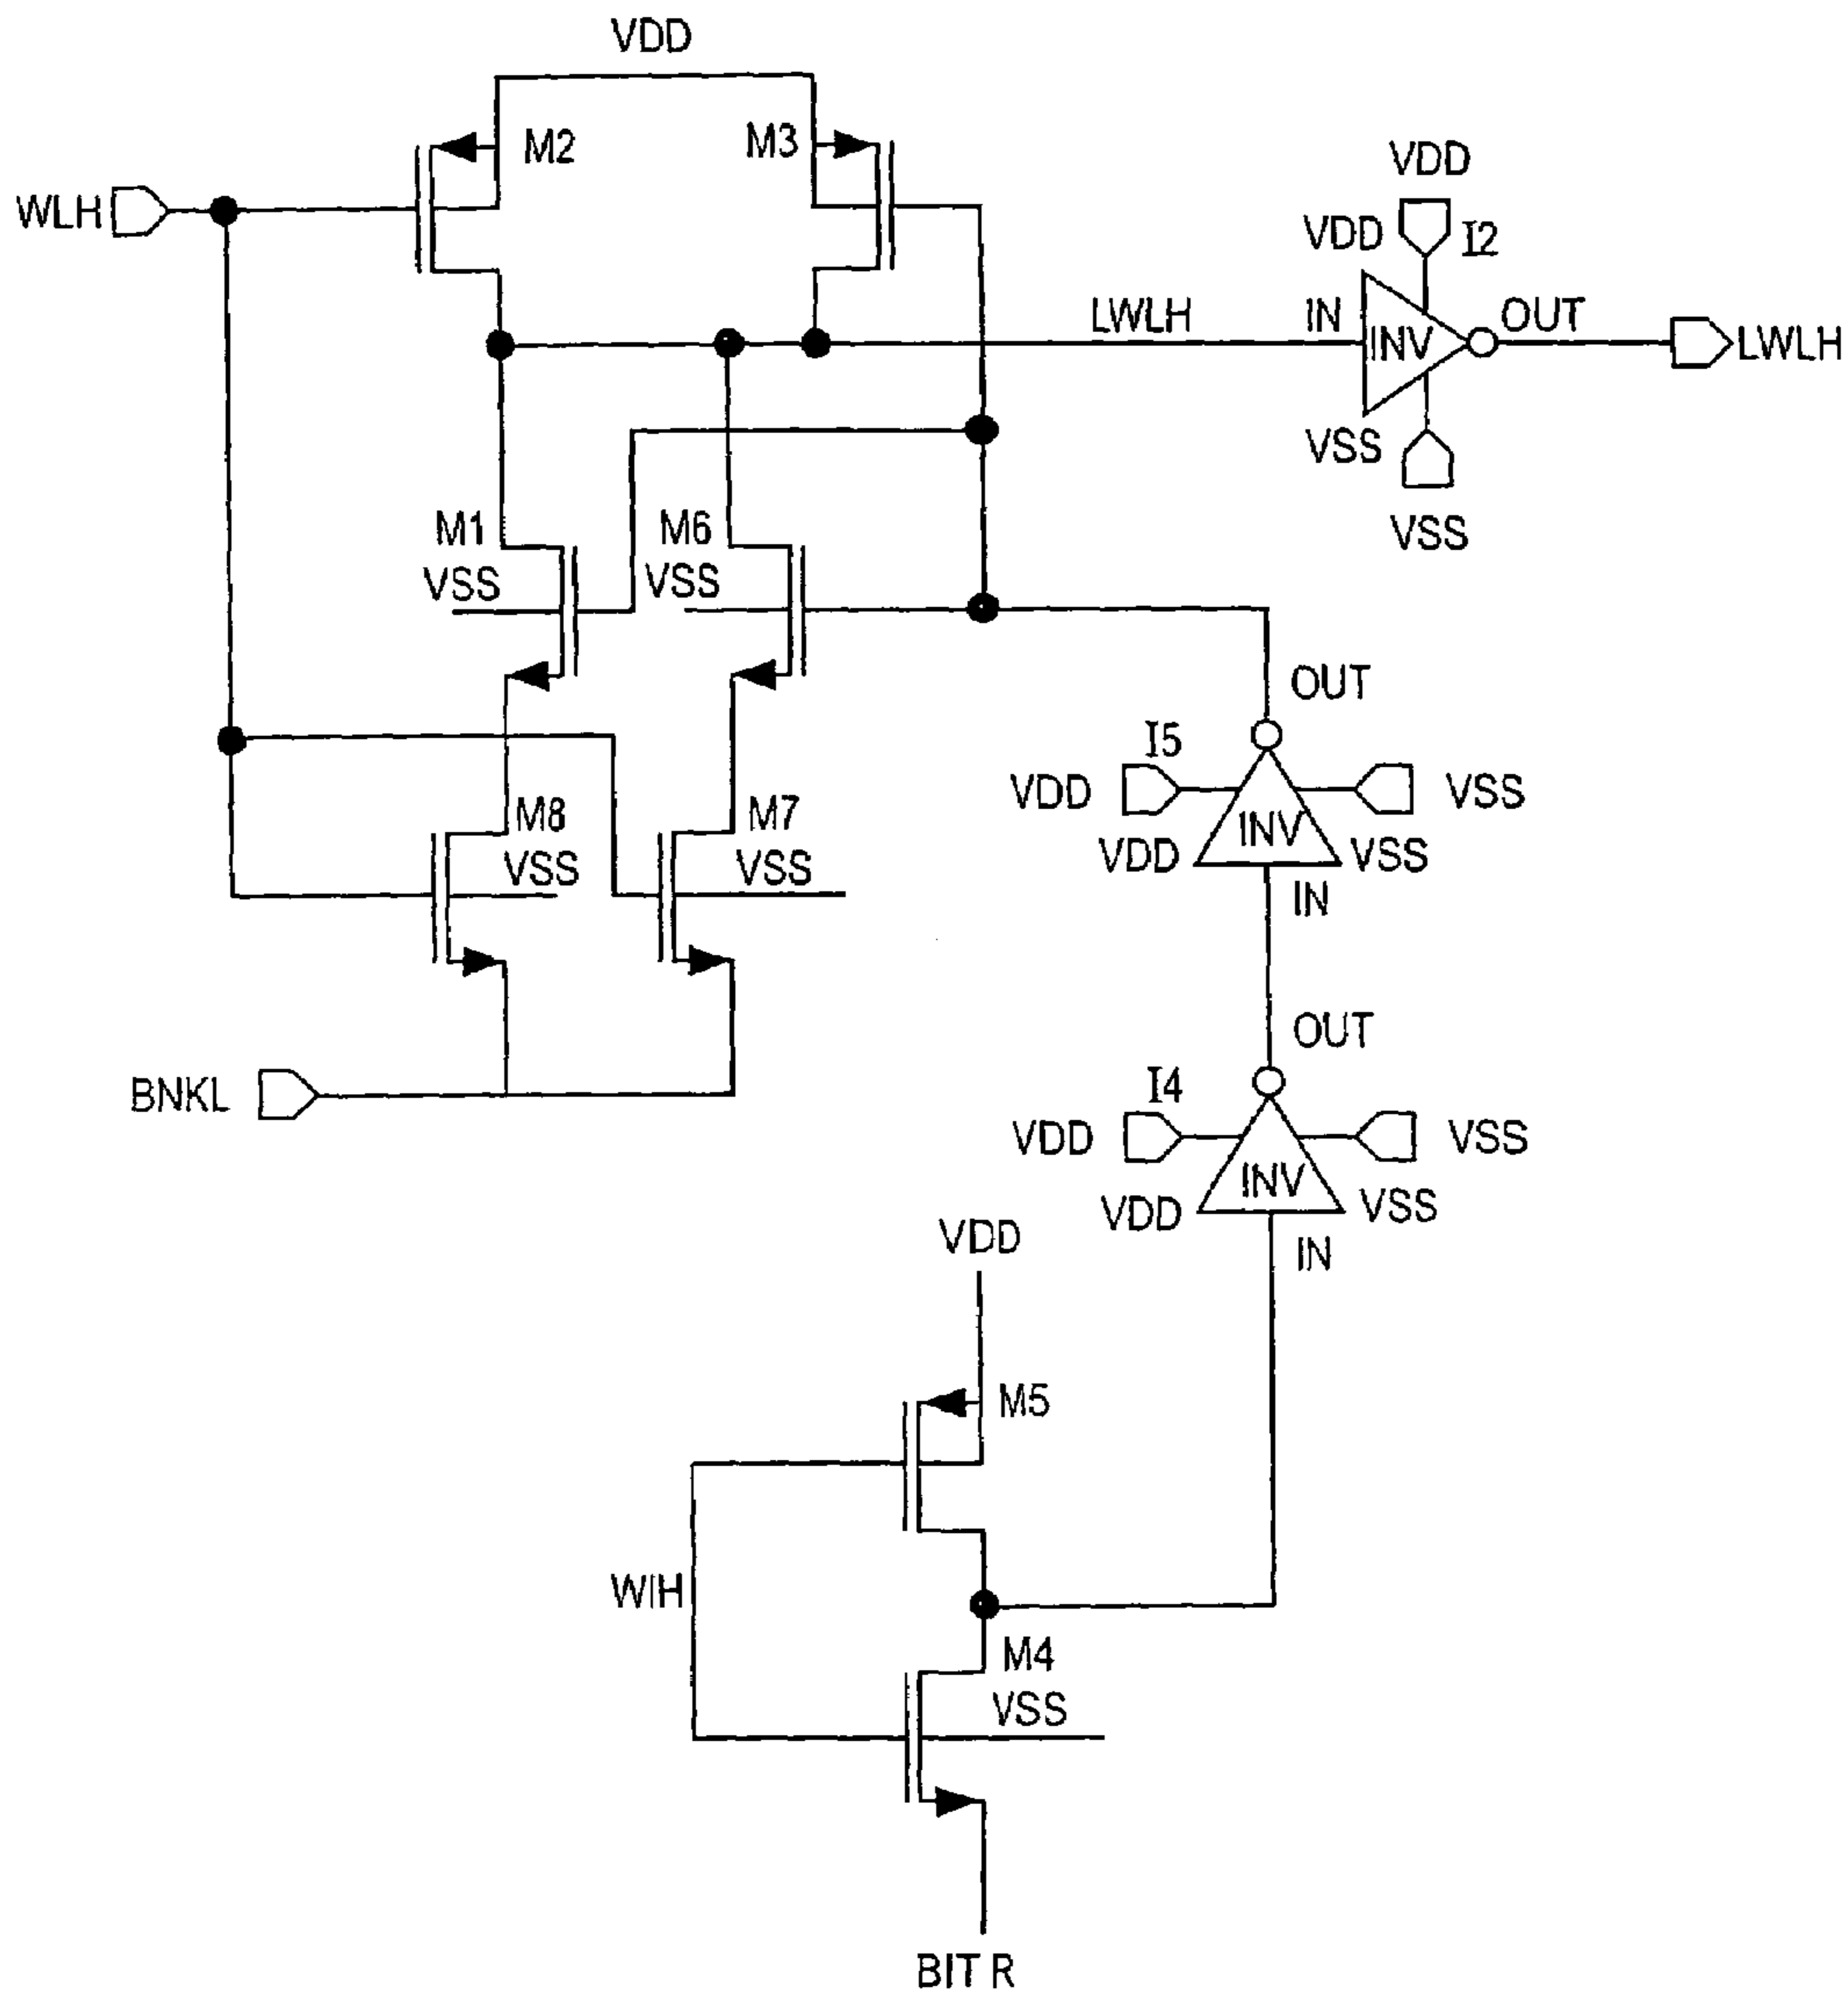 VDD
M2
M3
WLH
VDD
VDD
I2
LWLH
IN
INV
OUT
LWLH
VSS
VSS
M1
VSS
M6
VSS
OUT
I5
VDD
VSS
INV
VDD
VSS
IN
M8
VSS
M7
VSS
OUT
BNKL
I4
VDD
VSS
INV
VDD
VSS
IN
VDD
M5
WIH
M4
VSS
BIT R